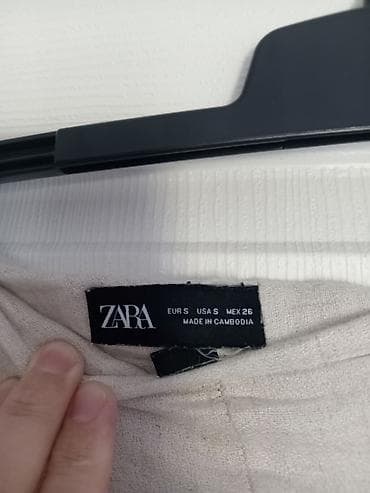 ZARA
EUR S USA S MEX 26
MADE IN CAMBODIA